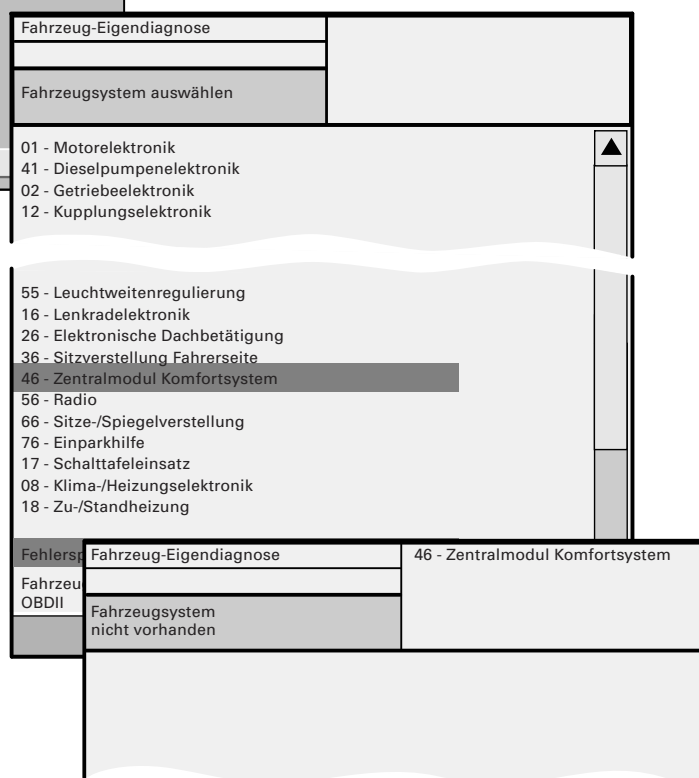 Fahrzeug-Eigendiagnose
Fahrzeugsystem auswählen
01 - Motorelektronik
41 - Dieselpumpenelektronik
02 - Getriebeelektronik
12 - Kupplungselektronik
55 - Leuchtweitenregulierung
16 - Lenkradelektronik
26 - Elektronische Dachbetätigung
36 - Sitzverstellung Fahrerseite
46 - Zentralmodul Komfortsystem
56 - Radio
66 - Sitze-/Spiegelverstellung
76 - Einparkhilfe
17 - Schalttafeleinsatz
08 - Klima-/Heizungselektronik
18 - Zu-/Standheizung
OBDII
Fahrzeug-Eigendiagnose
46 - Zentralmodul Komfortsystem
Fahrzeugsystem
nicht vorhanden